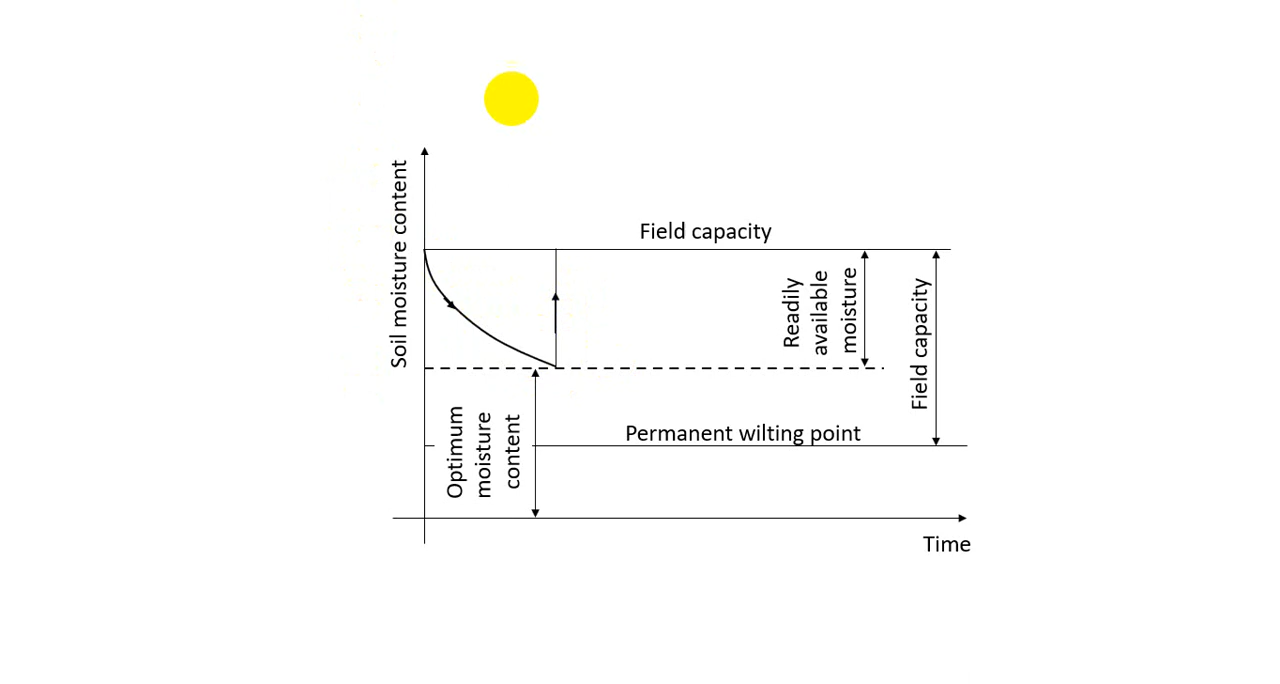 Soil moisture content
Field capacity
Readily
available
moisture
Field capacity
Optimum
moisture
content
Permanent wilting point
Time